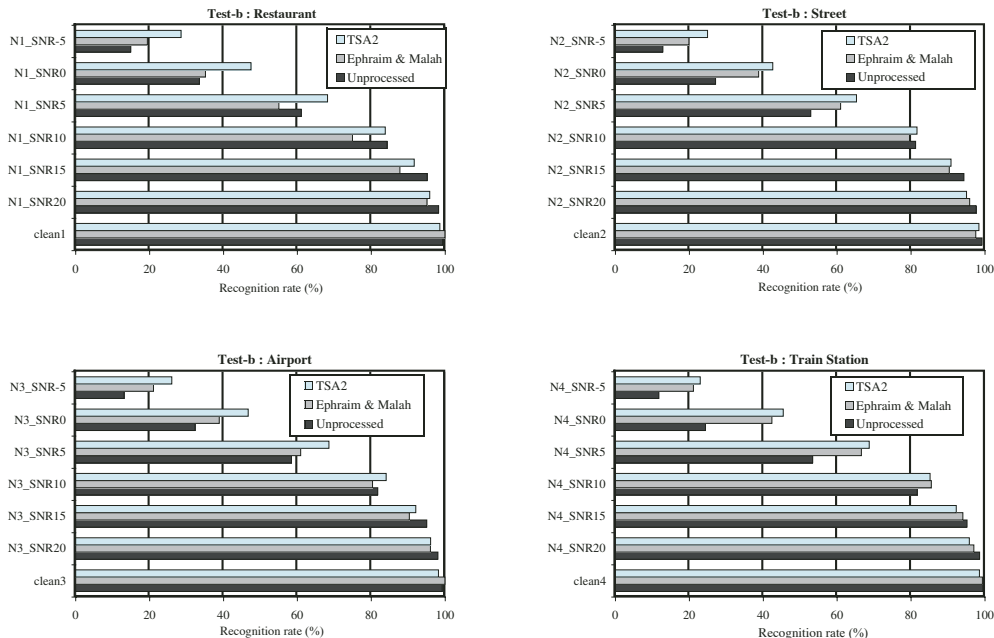 Test-b : Restaurant
N1_SNR-5
N1_SNR0
N1_SNR5
N1_SNR10
N1_SNR15
N1_SNR20
clean1
TSA2
Ephraim & Malah
Unprocessed
0 20 40 60 80 100
Recognition rate (%)
Test-b : Street
N2_SNR-5
N2_SNR0
N2_SNR5
N2_SNR10
N2_SNR15
N2_SNR20
clean2
TSA2
Ephraim & Malah
Unprocessed
0 20 40 60 80 100
Recognition rate (%)
Test-b : Airport
N3_SNR-5
N3_SNR0
N3_SNR5
N3_SNR10
N3_SNR15
N3_SNR20
clean3
TSA2
Ephraim & Malah
Unprocessed
0 20 40 60 80 100
Recognition rate (%)
Test-b : Train Station
N4_SNR-5
N4_SNR0
N4_SNR5
N4_SNR10
N4_SNR15
N4_SNR20
clean4
TSA2
Ephraim & Malah
Unprocessed
0 20 40 60 80 100
Recognition rate (%)